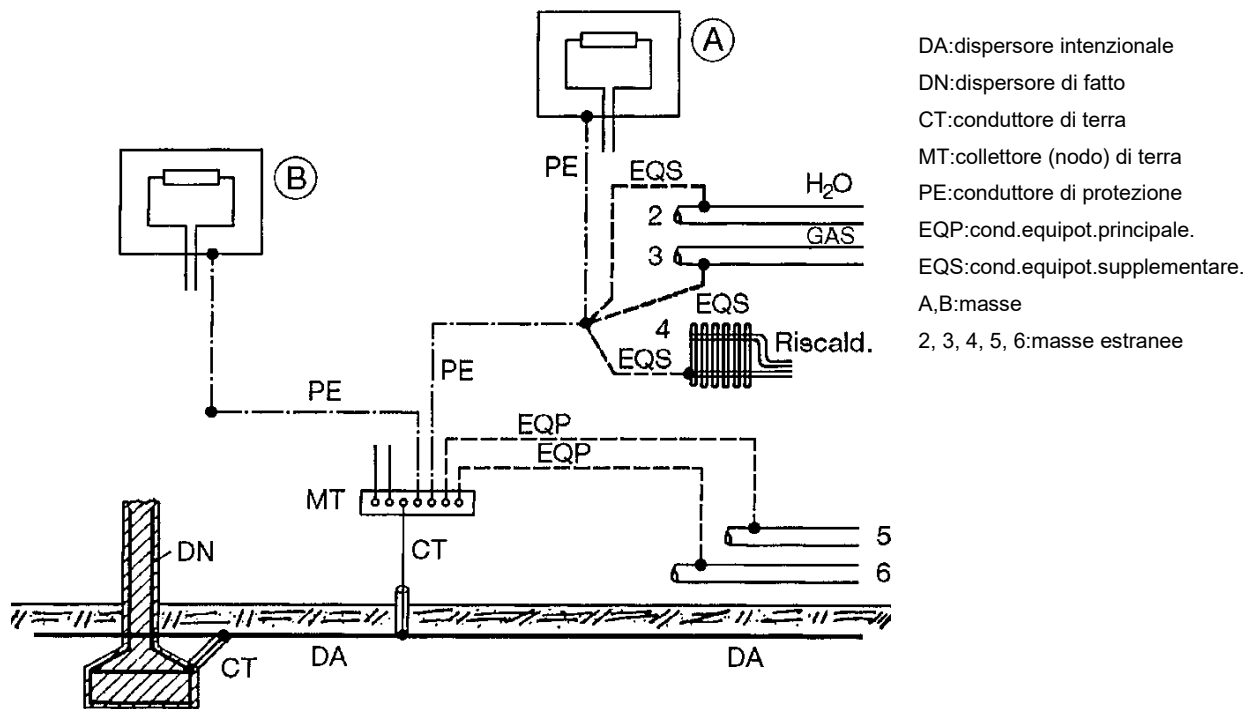 A
B
PE
EQS
H₂O
2
GAS
3
EQS
4
Riscald.
EQS
PE
PE
EQP
EQP
MT
CT
5
6
DN
CT
DA
DA
DA:dispersore intenzionale
DN:dispersore di fatto
CT:conduttore di terra
MT:collettore (nodo) di terra
PE:conduttore di protezione
EQP:cond.equipot.principale.
EQS:cond.equipot.supplementare.
A,B:masse
2, 3, 4, 5, 6:masse estranee